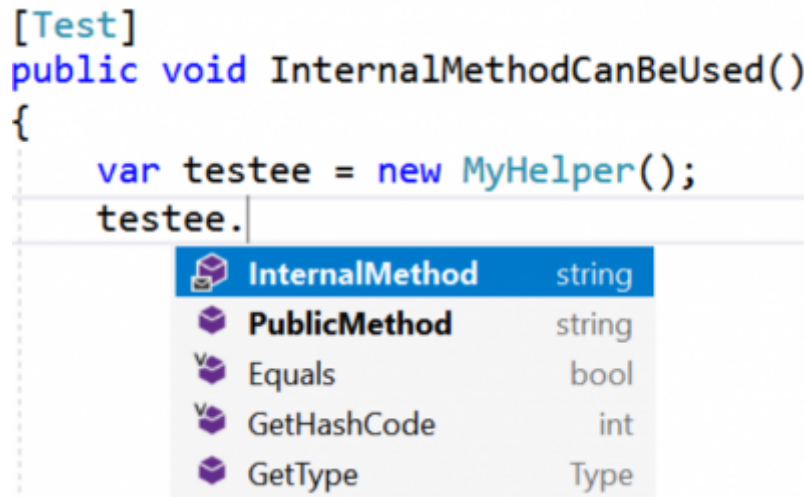 [Test]
public void InternalMethodCanBeUsed()
{
var testee = new MyHelper();
testee.
InternalMethod string
PublicMethod string
Equals bool
GetHashCode int
GetType Type